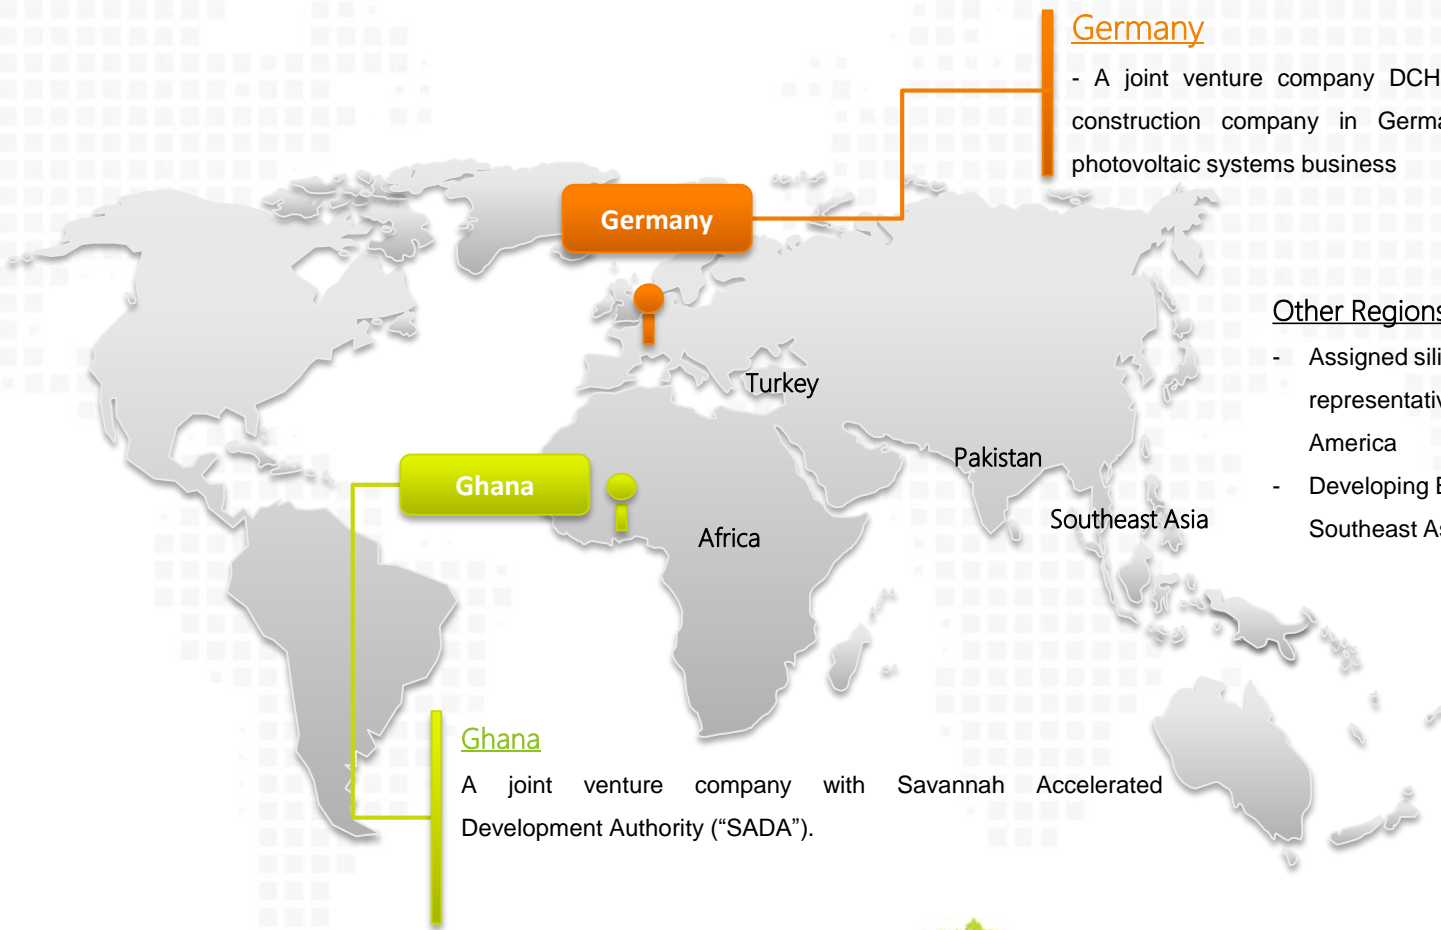 Germany
- A joint venture company DCH
construction company in
photovoltaic systems business
Germany
Other Regions
- Assigned
America
- Developing
Southeast
Turkey
Pakistan
Ghana
Southeast Asia
Africa
Ghana
A joint venture company with Savannah Accelerated
Development Authority (“SADA”).